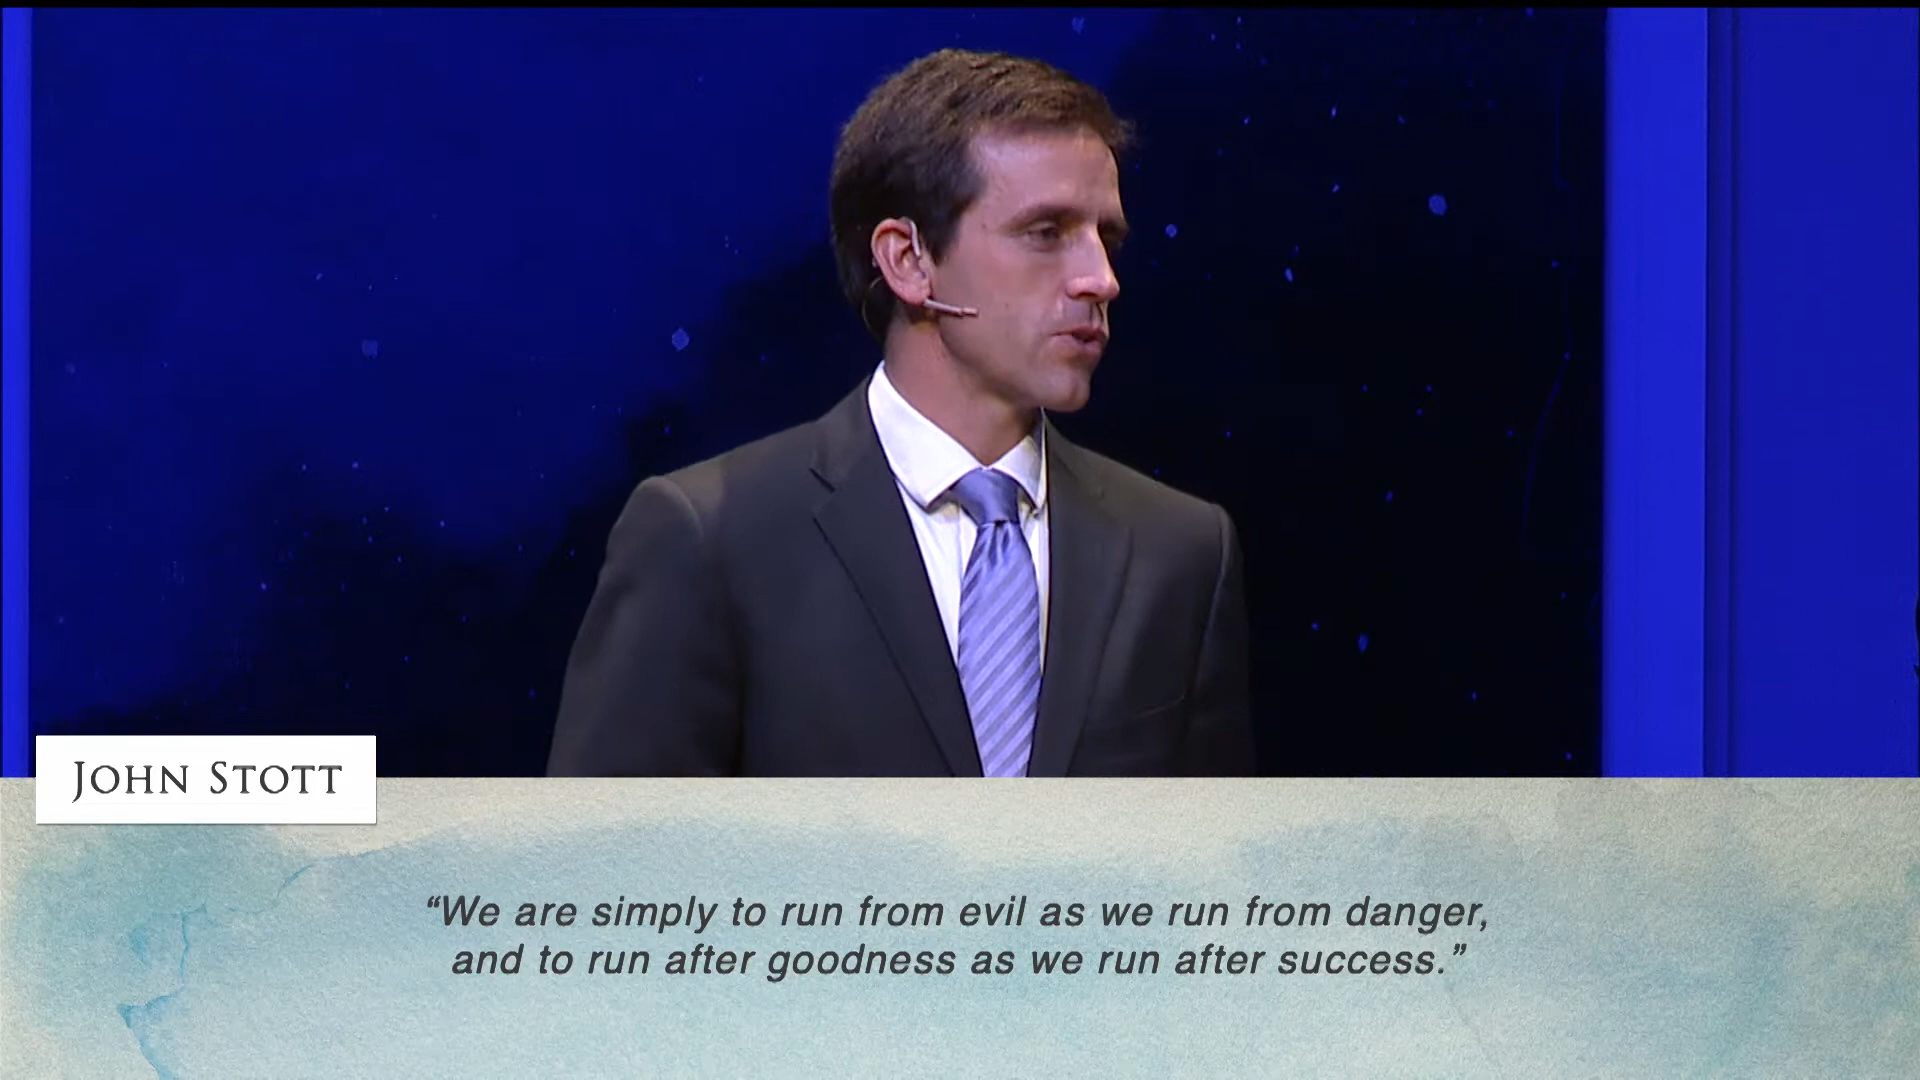 John Stott
“We are simply to run from evil as we run from danger,
and to run after goodness as we run after success.”